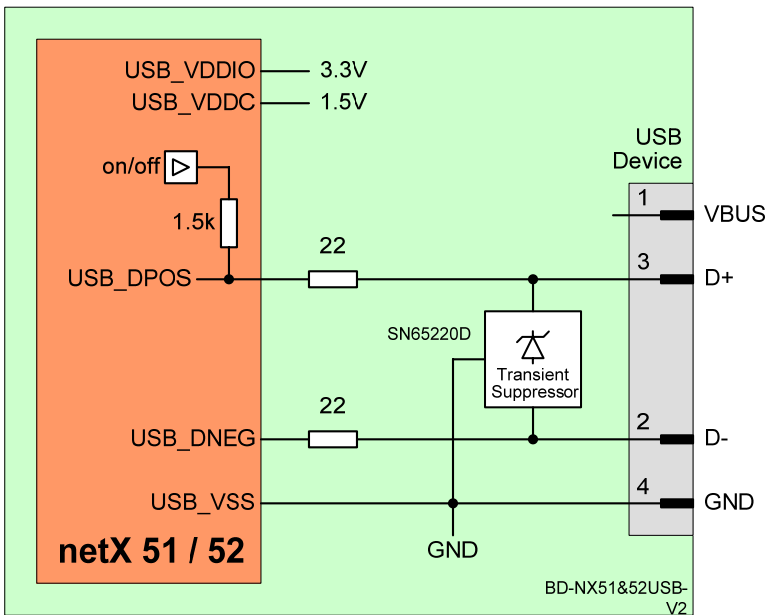 USB_VDDIO
3.3V
USB_VDDC
1.5V
on/off
1.5k
USB_DPOS
22
USB
Device
1
VBUS
3
D+
SN65220D
Transient
Suppressor
22
USB_DNEG
2
D-
USB_VSS
4
GND
GND
netX 51 / 52
BD-NX51&52USB-
V2